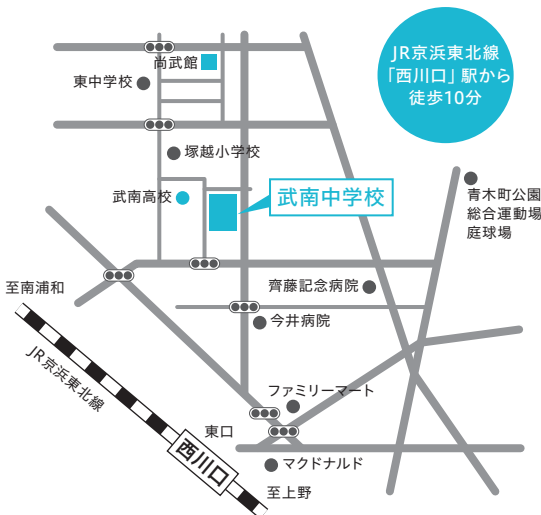 JR京浜東北線
「西川口」駅から
徒歩10分
尚武館
東中学校
塚越小学校
武南高校
武南中学校
青木町公園
総合運動場
庭球場
至南浦和
齊藤記念病院
今井病院
JR京浜東北線
ファミリーマート
東口
西川口
マクドナルド
至上野